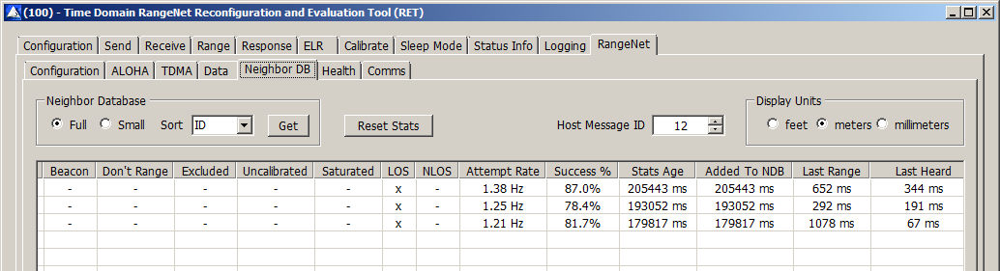 (100) - Time Domain RangeNet Reconfiguration and Evaluation Tool (RET)
Configuration Send Receive Range Response ELR Calibrate Sleep Mode Status Info Logging RangeNet
Configuration ALOHA TDMA Data Neighbor DB Health Comms
Neighbor Database Display Units
Full Small Sort ID Get Reset Stats Host Message ID 12 feet meters millimeters
Beacon Don't Range Excluded Uncalibrated Saturated LOS NLOS Attempt Rate Success % Stats Age Added To NDB Last Range Last Heard
- - - - - x - 1.38 Hz 87.0% 205443 ms 205443 ms 652 ms 344 ms
- - - - - x - 1.25 Hz 78.4% 193052 ms 193052 ms 292 ms 191 ms
- - - - - x - 1.21 Hz 81.7% 179817 ms 179817 ms 1078 ms 67 ms